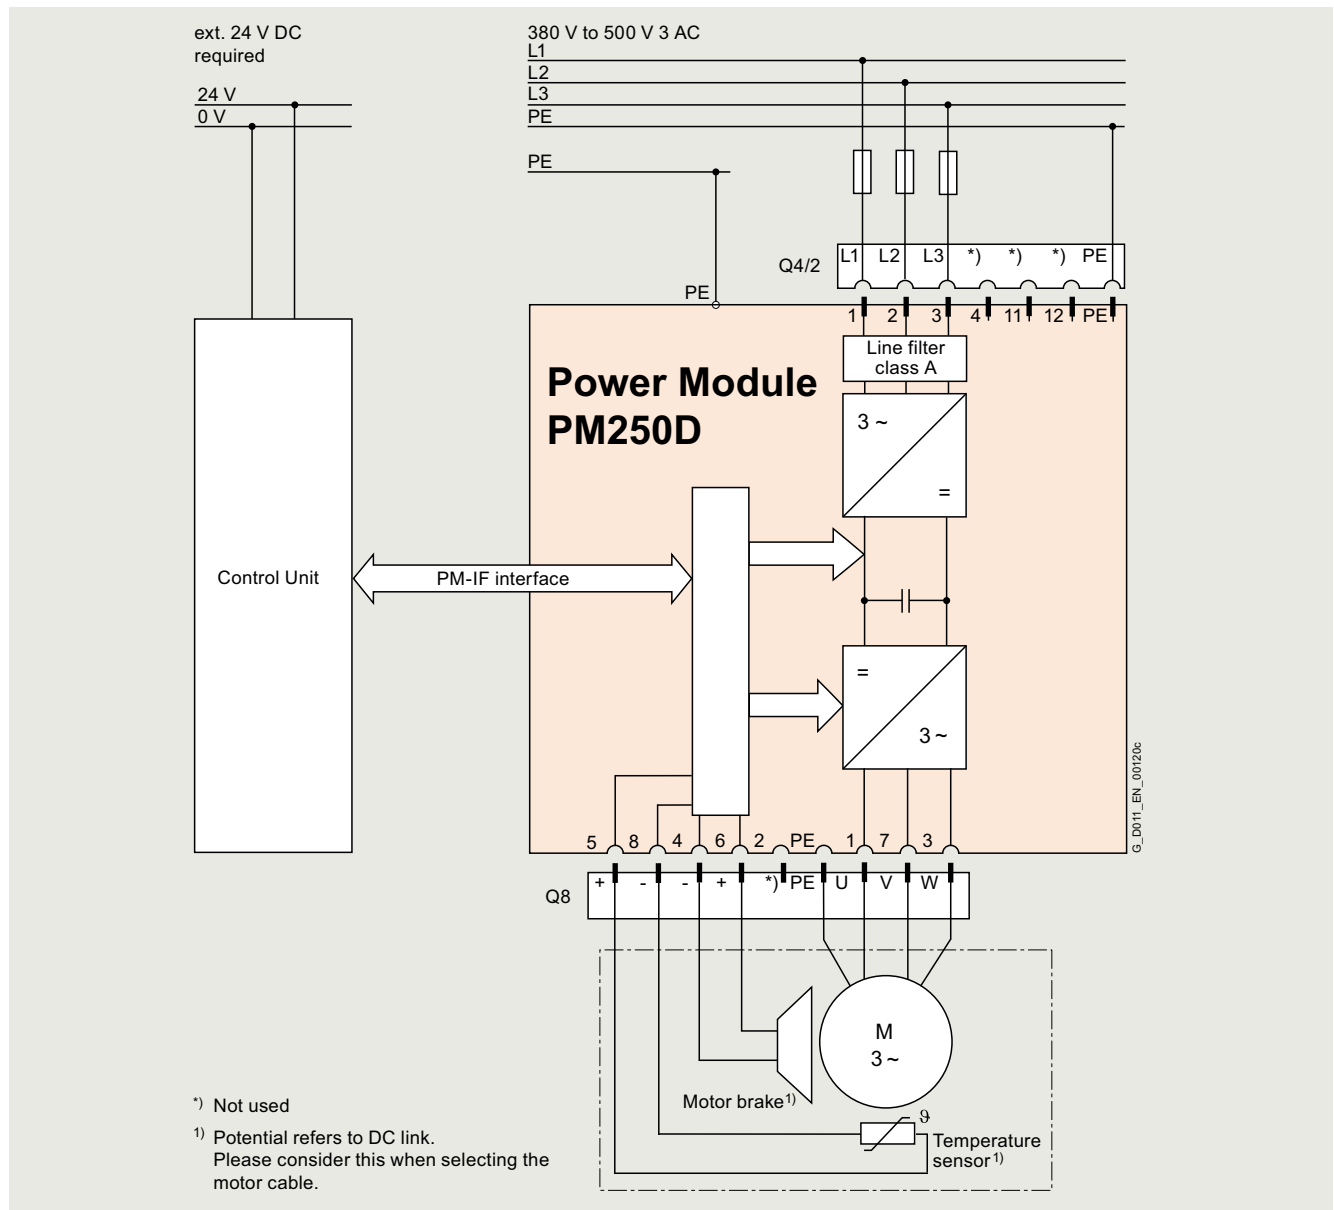 ext. 24 V DC
required
24 V
0 V
380 V to 500 V 3 AC
L1
L2
L3
PE
PE
Q4/2
L1 L2 L3 *) *) *) PE
PE
1 2 3 4 11 12 PE
Line filter
class A
Power Module
PM250D
3 ~
=
Control Unit
PM-IF interface
=
3 ~
G_D011_EN_00120c
5 8 4 6 2 PE 1 7 3
Q8
+ - - + *) PE U V W
M
3 ~
Motor brake1)
ϑ
Temperature
sensor1)
*) Not used
1) Potential refers to DC link.
Please consider this when selecting the
motor cable.